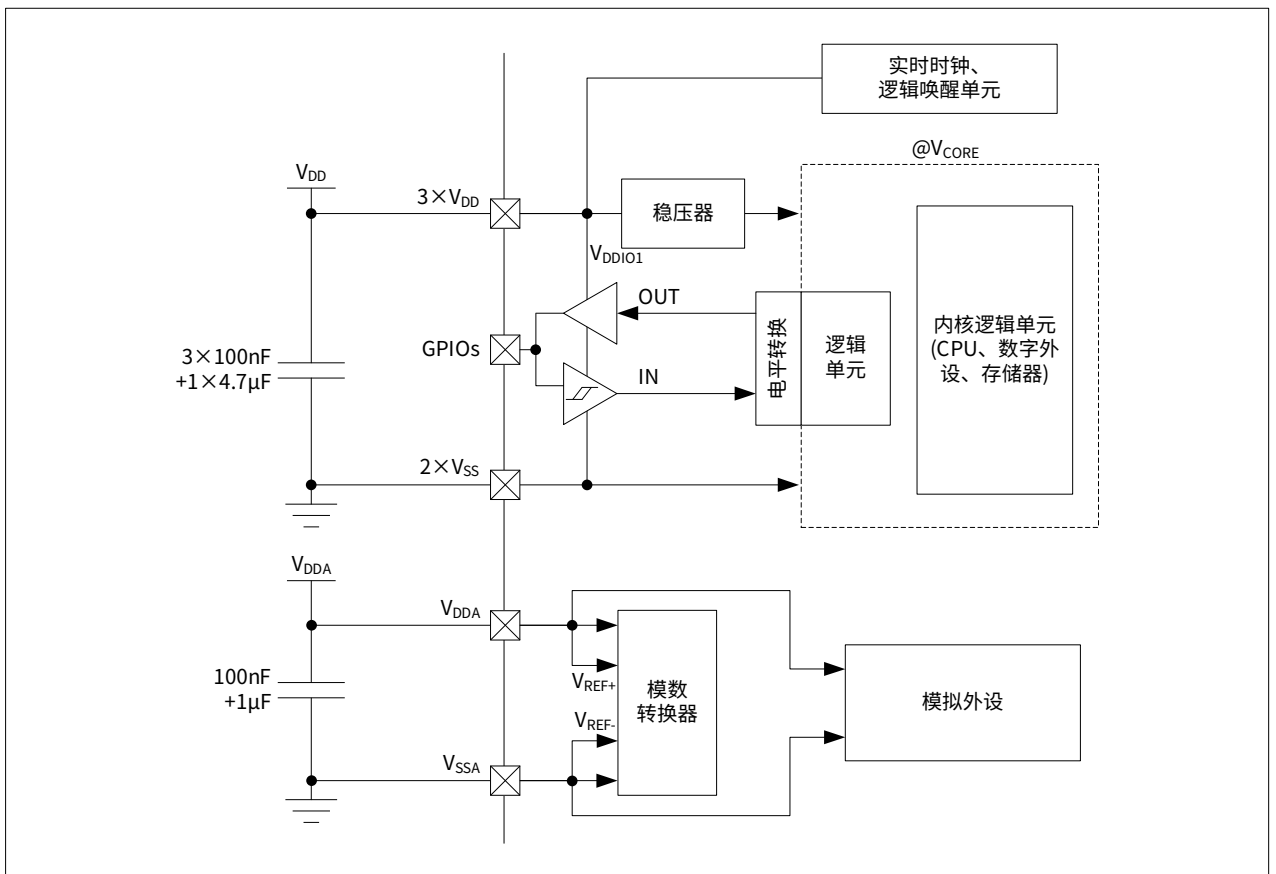 实时时钟、
逻辑唤醒单元
@VCORE
VDD
3×VDD
稳压器
VDDIO1
OUT
GPIOs
电平转换
逻辑
单元
内核逻辑单元
(CPU、数字外
设、存储器)
3×100nF
+1×4.7μF
IN
2×VSS
VDDA
VDDA
100nF
+1μF
VREF+
模数
转换器
VREF-
模拟外设
VSSA